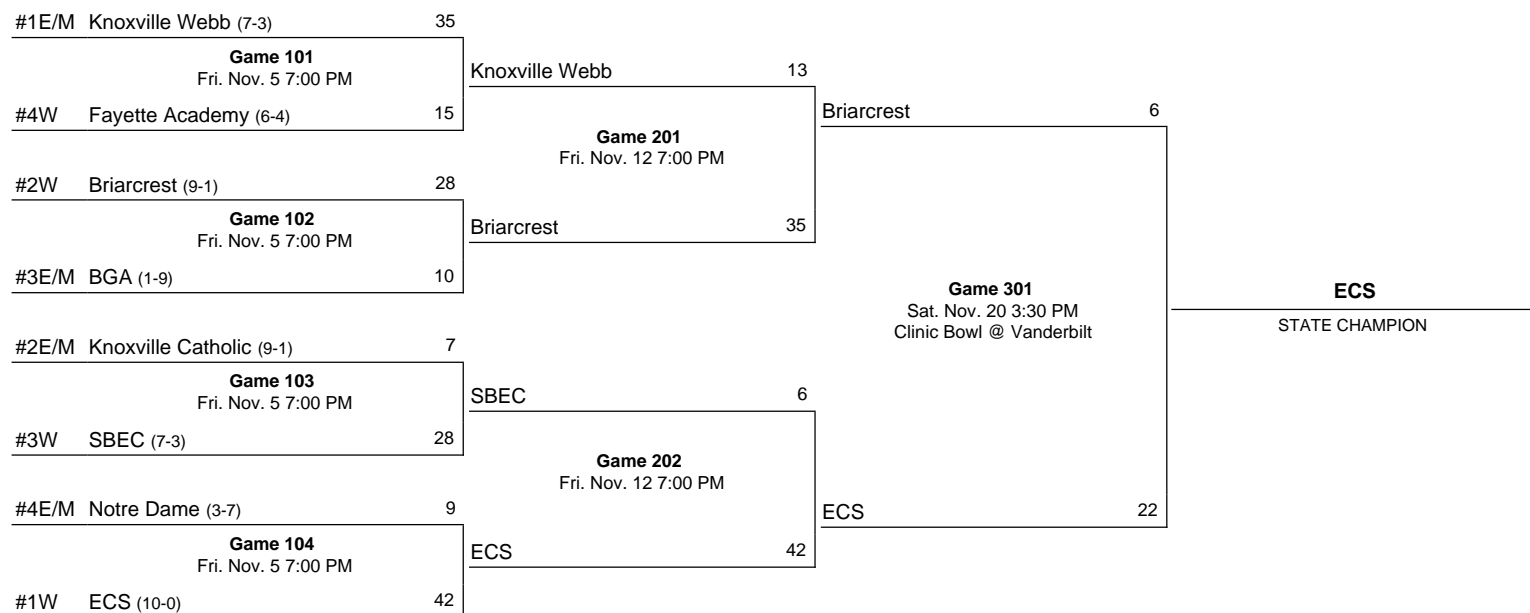 #1E/M Knoxville Webb (7-3) 35
Game 101
Fri. Nov. 5 7:00 PM
#4W Fayette Academy (6-4) 15
#2W Briarcrest (9-1) 28
Game 102
Fri. Nov. 5 7:00 PM
#3E/M BGA (1-9) 10
#2E/M Knoxville Catholic (9-1) 7
Game 103
Fri. Nov. 5 7:00 PM
#3W SBEC (7-3) 28
#4E/M Notre Dame (3-7) 9
Game 104
Fri. Nov. 5 7:00 PM
#1W ECS (10-0) 42
Knoxville Webb 13
Game 201
Fri. Nov. 12 7:00 PM
Briarcrest 35
SBEC 6
Game 202
Fri. Nov. 12 7:00 PM
ECS 42
Briarcrest 6
Game 301
Sat. Nov. 20 3:30 PM
Clinic Bowl @ Vanderbilt
ECS 22
ECS
STATE CHAMPION